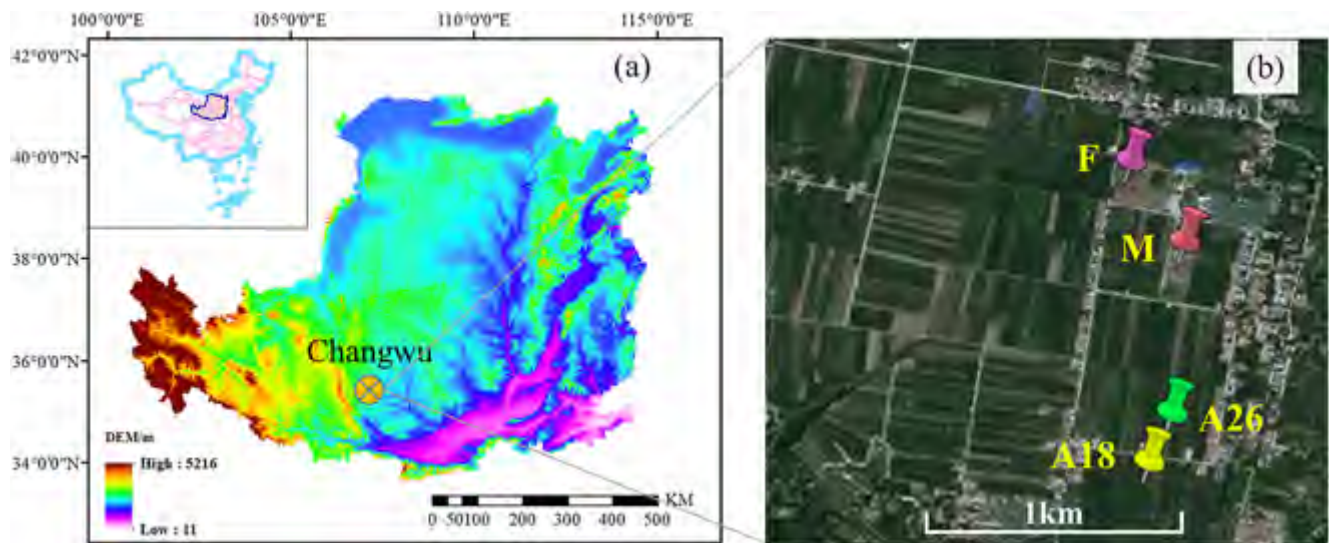 100°0'0"E 105°0'0"E 110°0'0"E 115°0'0"E
42°0'0"N
40°0'0"N
38°0'0"N
36°0'0"N
34°0'0"N
(a)
Changwu
DEM/m
High : 5216
Low : 11
KM
0 50100 200 300 400 500
(b)
F
M
A26
A18
1km